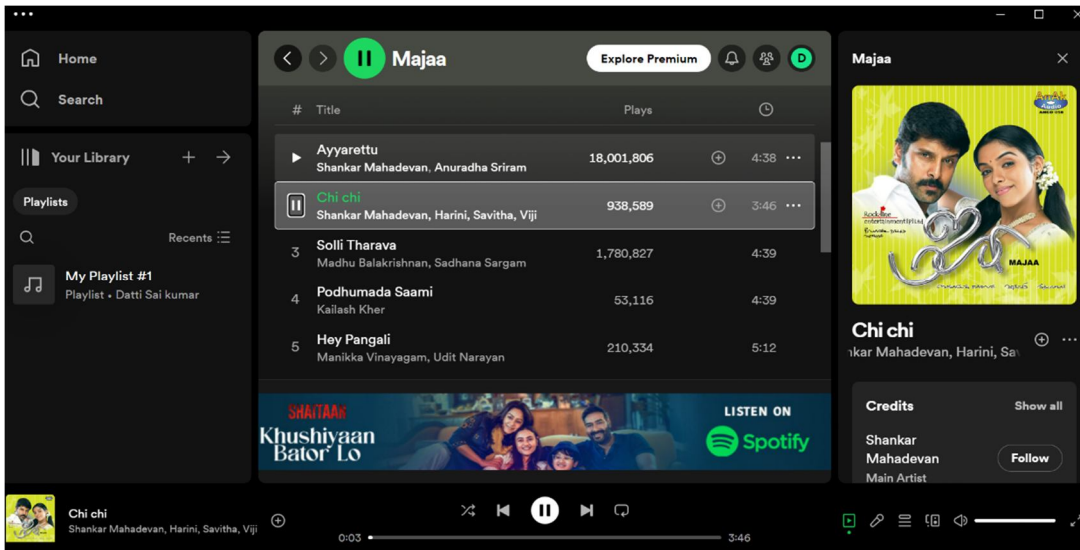 Home
Search
Your Library
Playlists
Recents
My Playlist #1
Playlist • Datti Sai kumar
Majaa
Explore Premium
D
# Title Plays
Ayyarettu
Shankar Mahadevan, Anuradha Sriram
18,001,806
4:38
Chi chi
Shankar Mahadevan, Harini, Savitha, Viji
938,589
3:46
3
Solli Tharava
Madhu Balakrishnan, Sadhana Sargam
1,780,827
4:39
4
Podhumada Saami
Kailash Kher
53,116
4:39
5
Hey Pangali
Manikka Vinayagam, Udit Narayan
210,334
5:12
SHAITAAN
Khushiyaan
Bator Lo
LISTEN ON
Spotify
Majaa
Audio
MAJAA
Chi chi
nkar Mahadevan, Harini, Sav
Credits
Show all
Shankar
Mahadevan
Follow
Main Artist
Chi chi
Shankar Mahadevan, Harini, Savitha, Viji
0:03
3:46